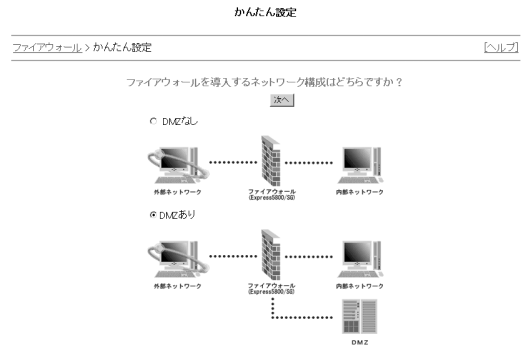 かんたん設定
ファイアウォール > かんたん設定 [ヘルプ]
ファイアウォールを導入するネットワーク構成はどちらですか？
次へ
DMZなし
外部ネットワーク ファイアウォール 内部ネットワーク
(Express5800/SG)
DMZあり
外部ネットワーク ファイアウォール 内部ネットワーク
(Express5800/SG)
DMZ